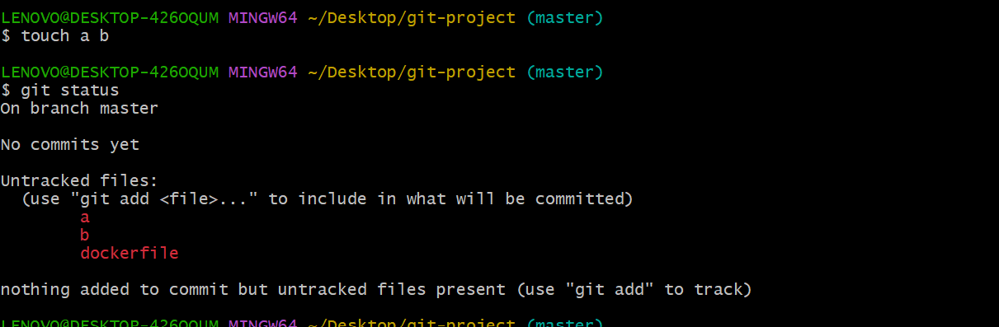 LENOVO@DESKTOP-426OQUM MINGW64 ~/Desktop/git-project (master)
$ touch a b
LENOVO@DESKTOP-426OQUM MINGW64 ~/Desktop/git-project (master)
$ git status
On branch master
No commits yet
Untracked files:
  (use "git add <file>..." to include in what will be committed)
        a
        b
        dockerfile
nothing added to commit but untracked files present (use "git add" to track)
LENOVO@DESKTOP-426OQUM MINGW64 ~/Desktop/git-project (master)